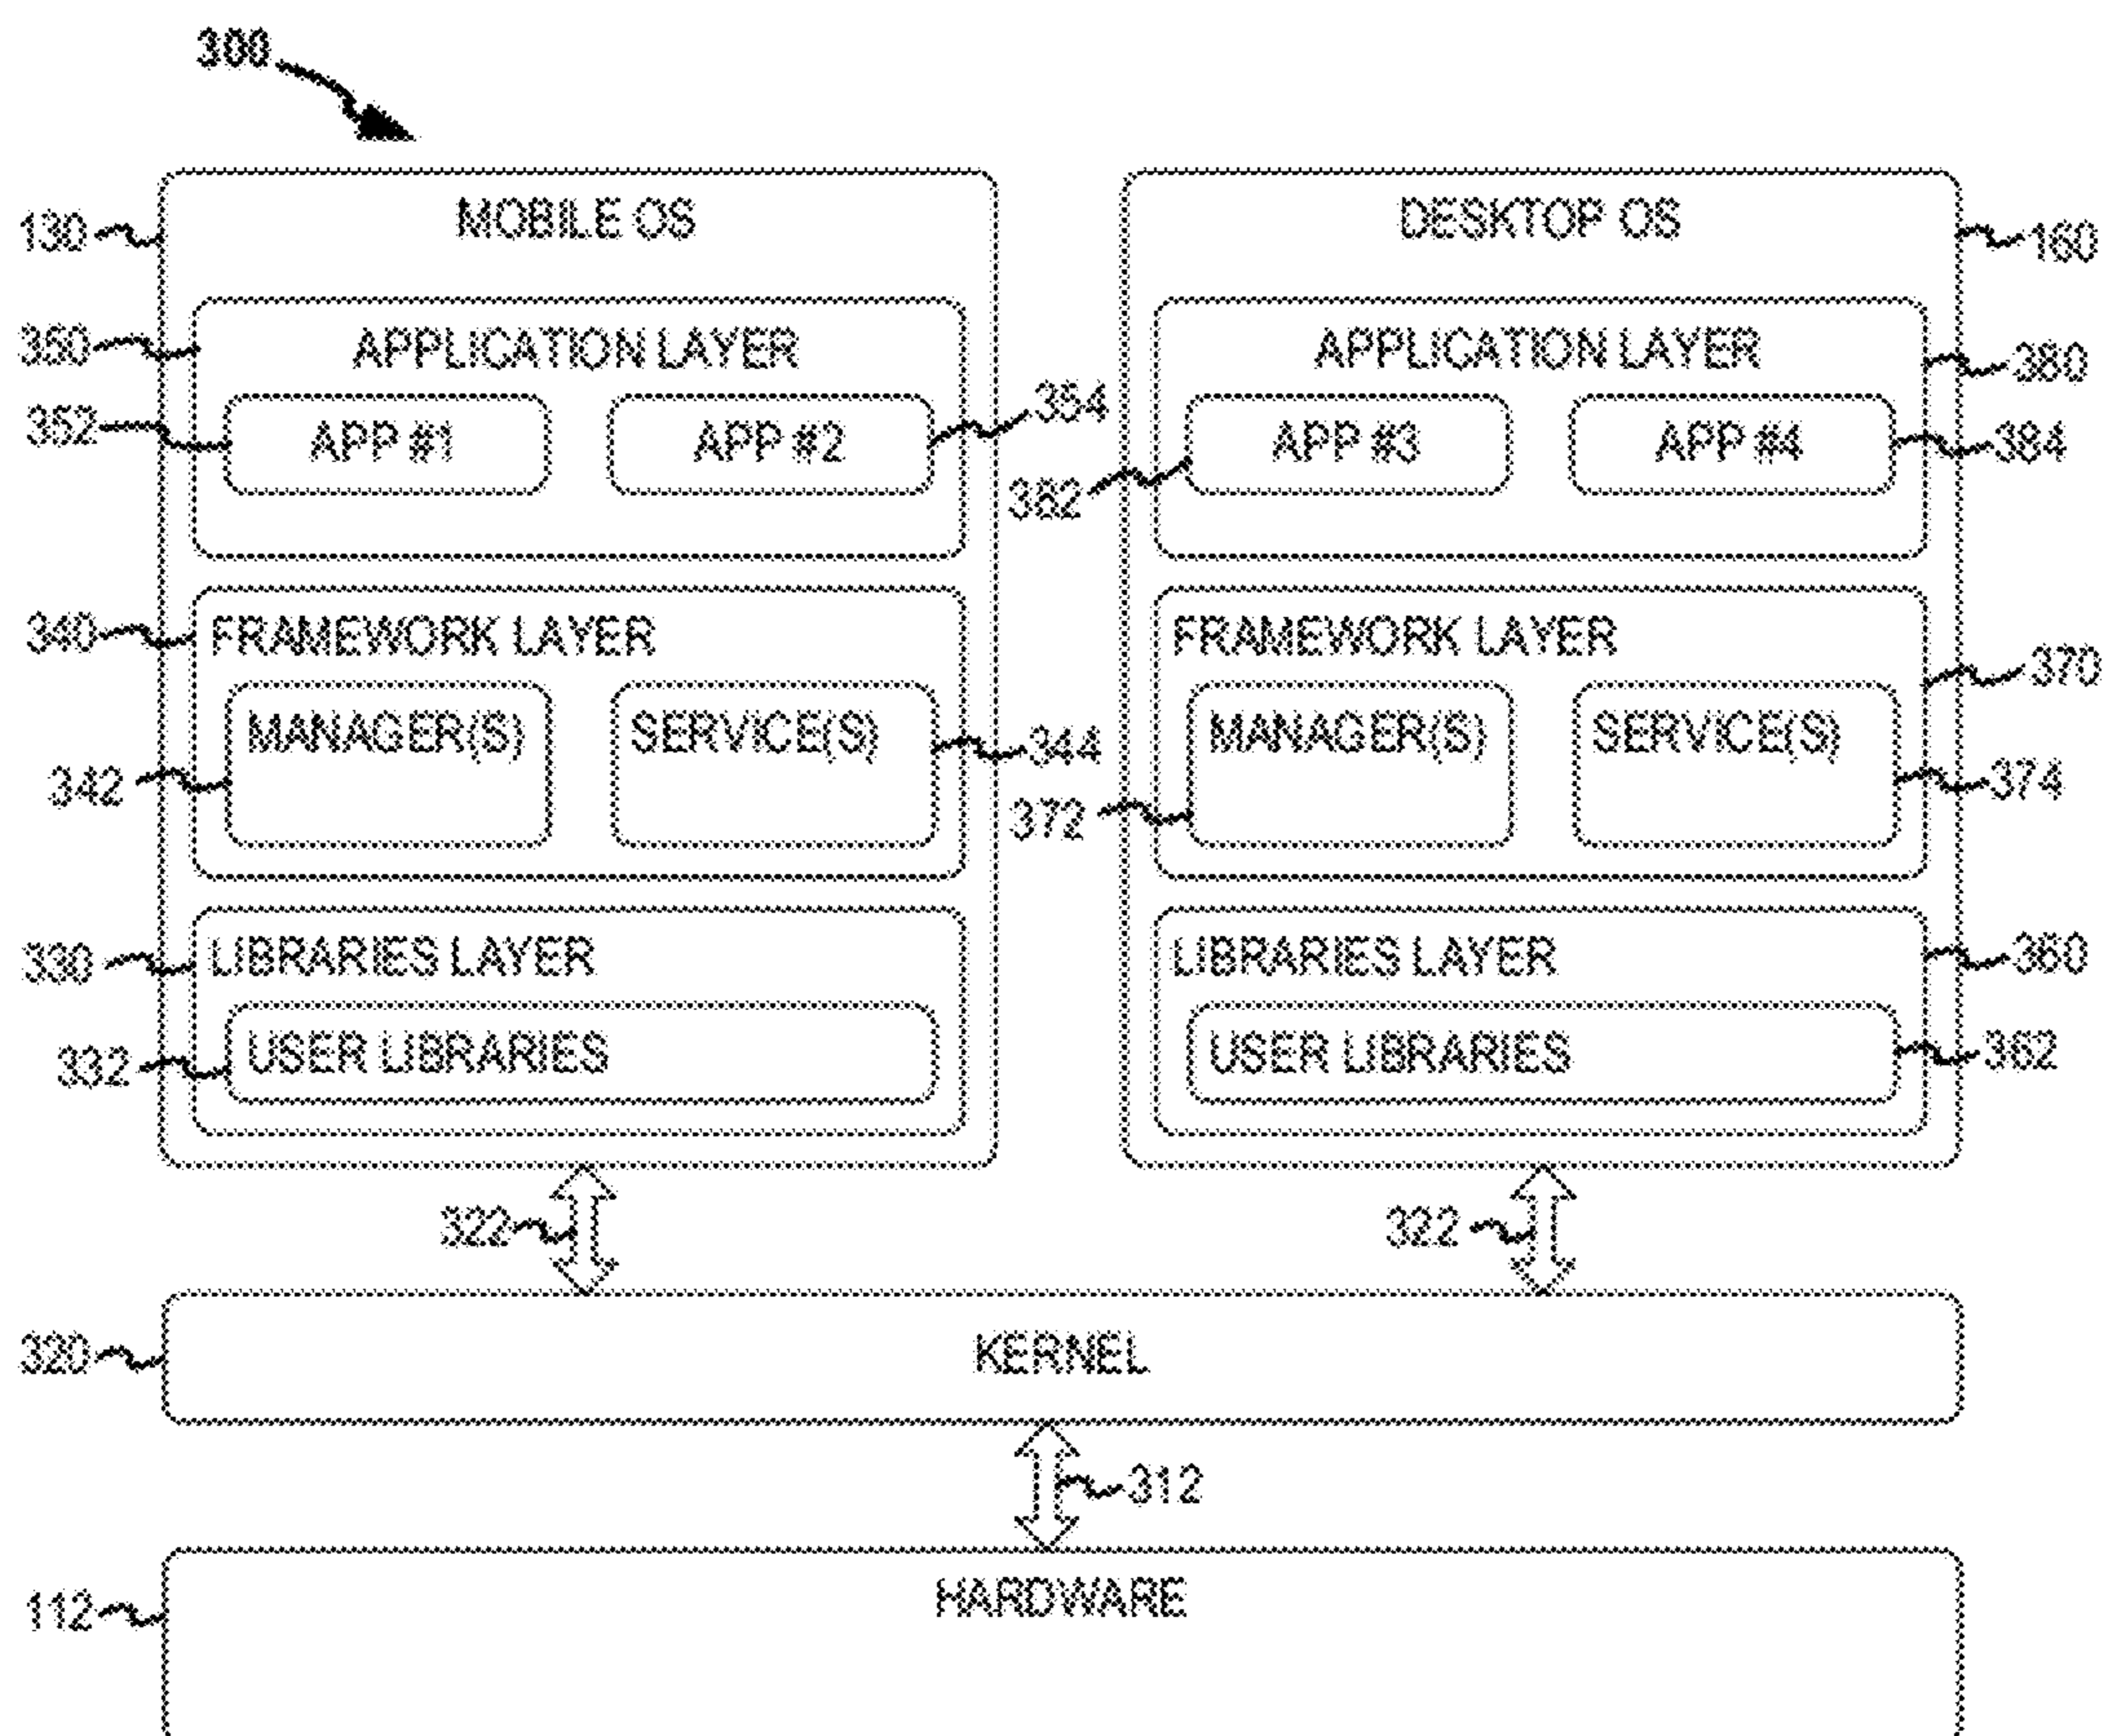 300
130
MOBILE OS
DESKTOP OS
160
350
APPLICATION LAYER
APPLICATION LAYER
380
352
APP #1
APP #2
354
382
APP #3
APP #4
384
340
FRAMEWORK LAYER
FRAMEWORK LAYER
370
342
MANAGER(S)
SERVICE(S)
344
372
MANAGER(S)
SERVICE(S)
374
330
LIBRARIES LAYER
LIBRARIES LAYER
360
332
USER LIBRARIES
USER LIBRARIES
362
322
322
320
KERNEL
312
112
HARDWARE